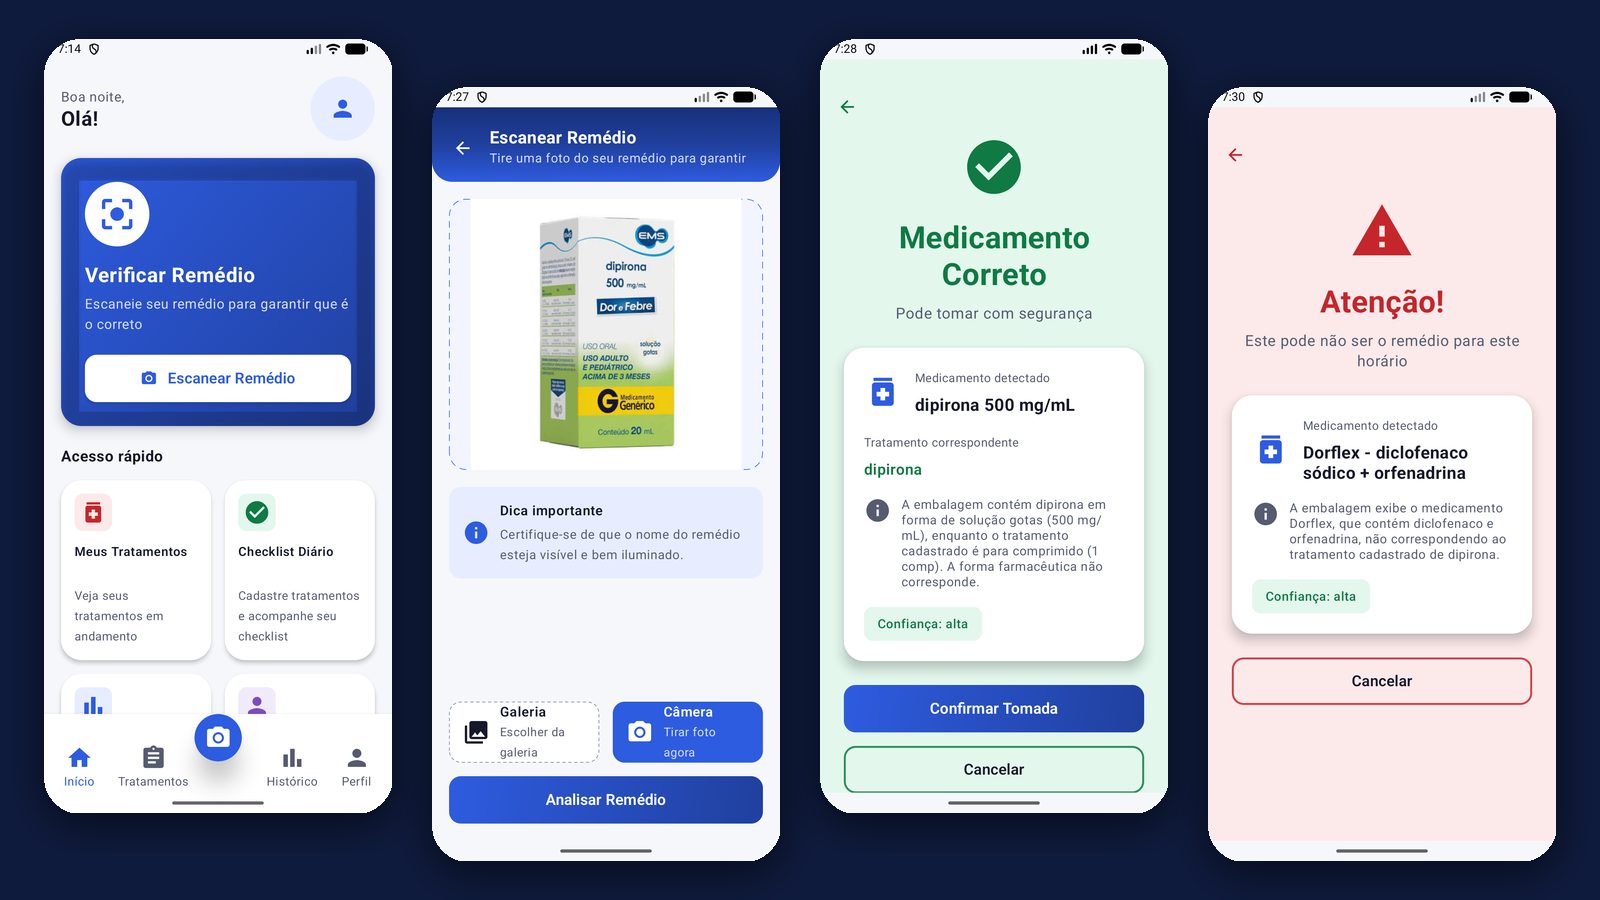 7:14
Boa noite,
Olá!
Verificar Remédio
Escaneie seu remédio para garantir que é
o correto
Escanear Remédio
Acesso rápido
Meus Tratamentos
Veja seus
tratamentos em
andamento
Checklist Diário
Cadastre tratamentos
e acompanhe seu
checklist
Início
Tratamentos
Histórico
Perfil
7:27
Escanear Remédio
Tire uma foto do seu remédio para garantir
EMS
dipirona
500 mg/mL
Dor e Febre
USO ORAL
solução
gotas
USO ADULTO
E PEDIÁTRICO
ACIMA DE 3 MESES
G Medicamento
Genérico
Conteúdo 20 mL
Dica importante
Certifique-se de que o nome do remédio
esteja visível e bem iluminado.
Galeria
Escolher da
galeria
Câmera
Tirar foto
agora
Analisar Remédio
7:28
Medicamento
Correto
Pode tomar com segurança
Medicamento detectado
dipirona 500 mg/mL
Tratamento correspondente
dipirona
A embalagem contém dipirona em
forma de solução gotas (500 mg/
mL), enquanto o tratamento
cadastrado é para comprimido (1
comp). A forma farmacêutica não
corresponde.
Confiança: alta
Confirmar Tomada
Cancelar
7:30
Atenção!
Este pode não ser o remédio para este
horário
Medicamento detectado
Dorflex - diclofenaco
sódico + orfenadrina
A embalagem exibe o medicamento
Dorflex, que contém diclofenaco e
orfenadrina, não correspondendo ao
tratamento cadastrado de dipirona.
Confiança: alta
Cancelar